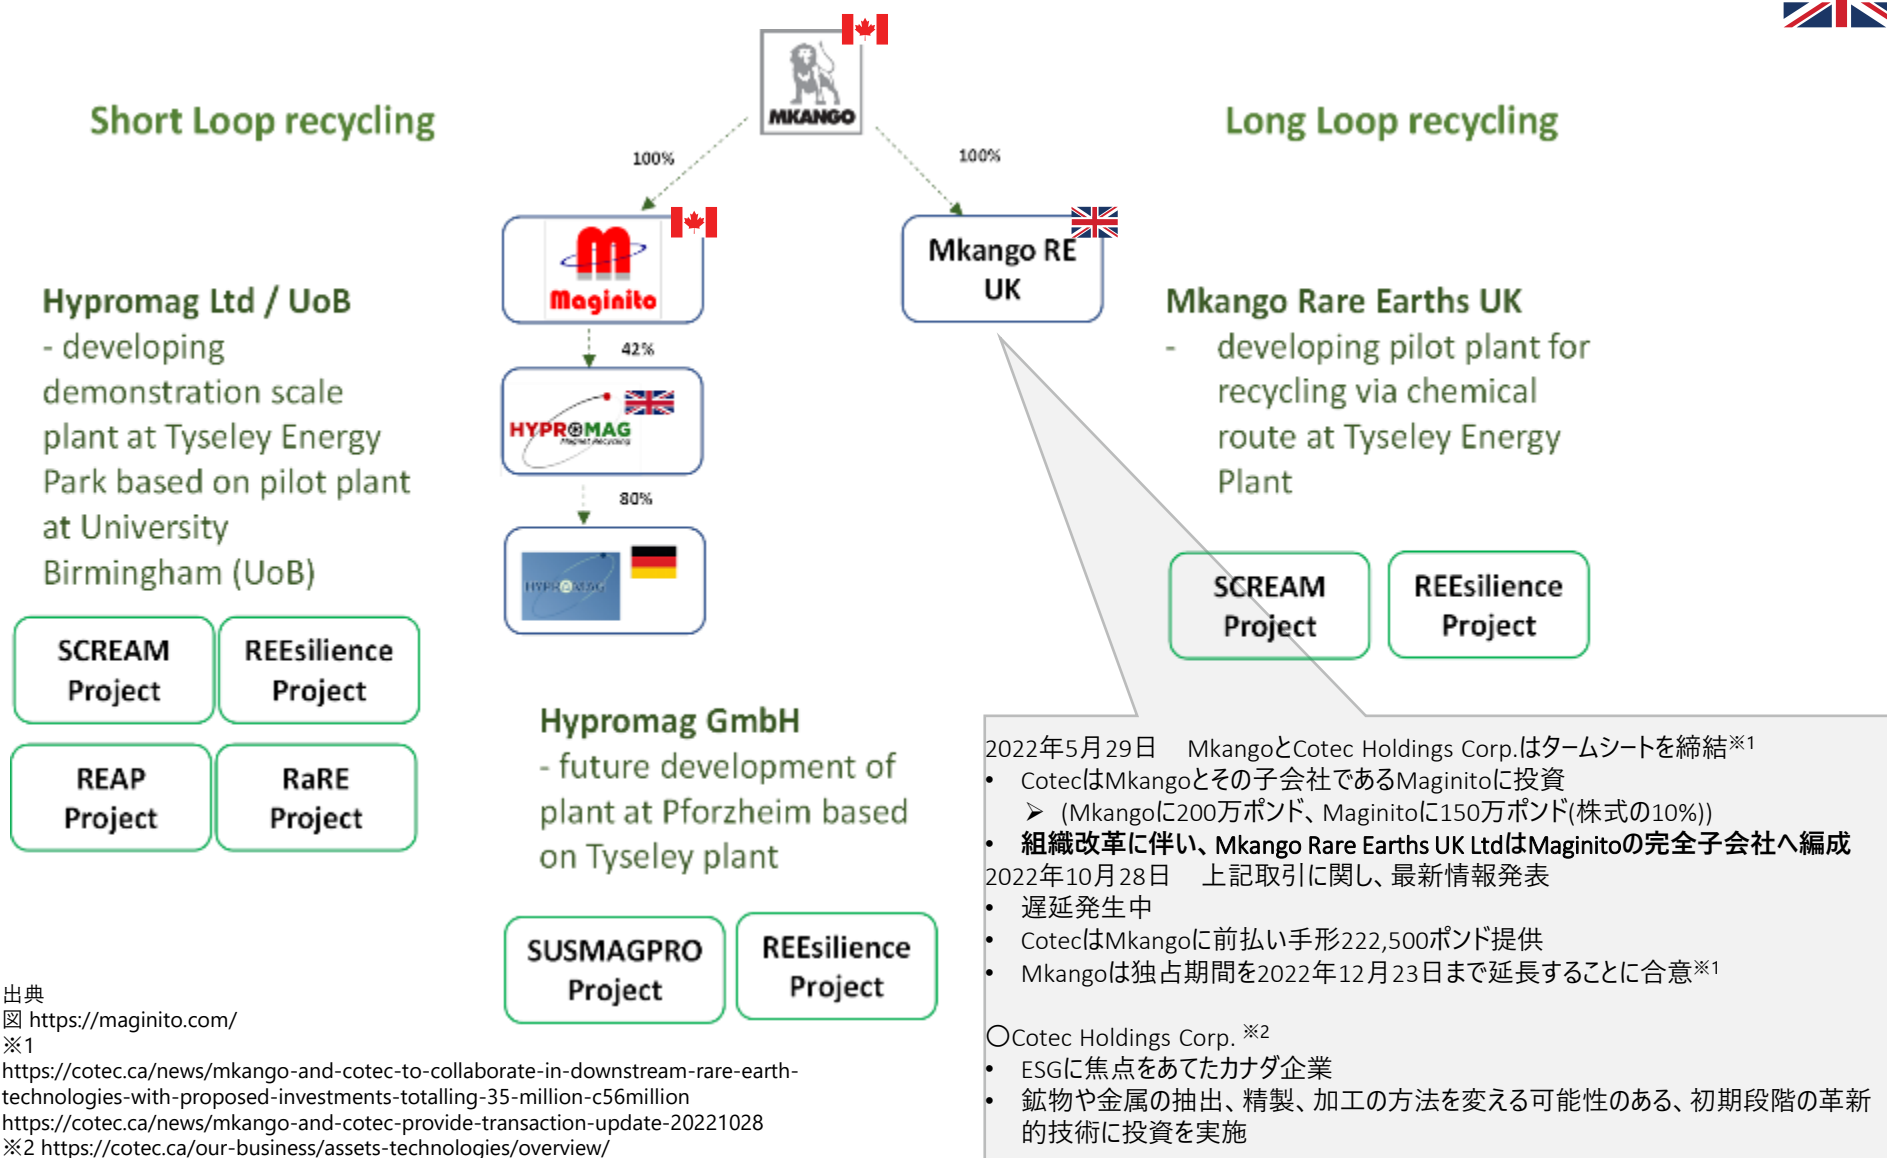 MKANGO
Short Loop recycling
Long Loop recycling
100%
100%
Maginito
Mkango RE
UK
42%
HYPROMAG
Magnet Recycling
80%
HYPROMAG
Hypromag Ltd / UoB
- developing
demonstration scale
plant at Tyseley Energy
Park based on pilot plant
at University
Birmingham (UoB)
SCREAM
Project
REEsilience
Project
REAP
Project
RaRE
Project
Hypromag GmbH
- future development of
plant at Pforzheim based
on Tyseley plant
SUSMAGPRO
Project
REEsilience
Project
Mkango Rare Earths UK
- developing pilot plant for
recycling via chemical
route at Tyseley Energy
Plant
SCREAM
Project
REEsilience
Project
2022年5月29日 MkangoとCotec Holdings Corp.はタームシートを締結※1
• CotecはMkangoとその子会社であるMaginitoに投資
➢ (Mkangoに200万ポンド、Maginitoに150万ポンド(株式の10%))
• 組織改革に伴い、Mkango Rare Earths UK LtdはMaginitoの完全子会社へ編成
2022年10月28日 上記取引に関し、最新情報発表
• 遅延発生中
• CotecはMkangoに前払い手形222,500ポンド提供
• Mkangoは独占期間を2022年12月23日まで延長することに合意※1
〇Cotec Holdings Corp. ※2
• ESGに焦点をあてたカナダ企業
• 鉱物や金属の抽出、精製、加工の方法を変える可能性のある、初期段階の革新
的技術に投資を実施
出典
図 https://maginito.com/
※1
https://cotec.ca/news/mkango-and-cotec-to-collaborate-in-downstream-rare-earth-
technologies-with-proposed-investments-totalling-35-million-c56million
https://cotec.ca/news/mkango-and-cotec-provide-transaction-update-20221028
※2 https://cotec.ca/our-business/assets-technologies/overview/